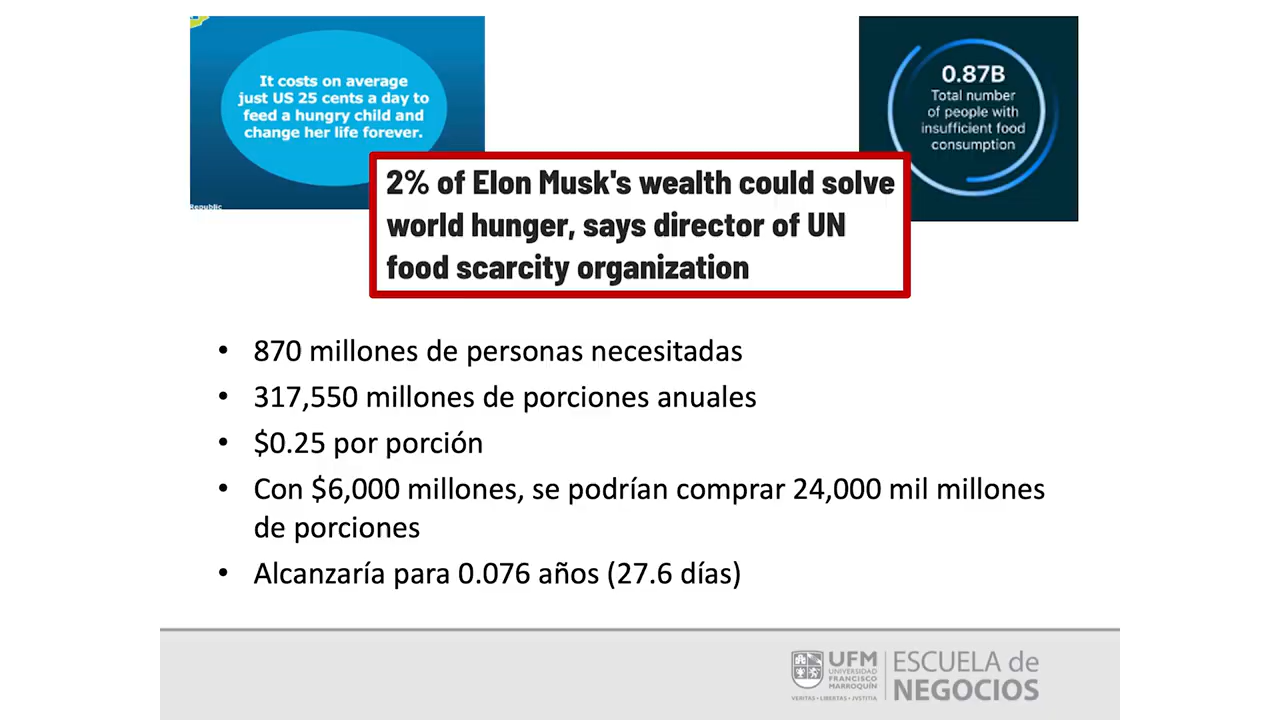 It costs on average
just US 25 cents a day to
feed a hungry child and
change her life forever.
Republic
0.87B
Total number
of people with
insufficient food
consumption
2% of Elon Musk's wealth could solve
world hunger, says director of UN
food scarcity organization
• 870 millones de personas necesitadas
• 317,550 millones de porciones anuales
• $0.25 por porción
• Con $6,000 millones, se podrían comprar 24,000 mil millones
de porciones
• Alcanzaría para 0.076 años (27.6 días)
UFM
UNIVERSIDAD
FRANCISCO
MARROQUÍN
VERITAS • LIBERTAS • JVSTITIA
ESCUELA de
NEGOCIOS